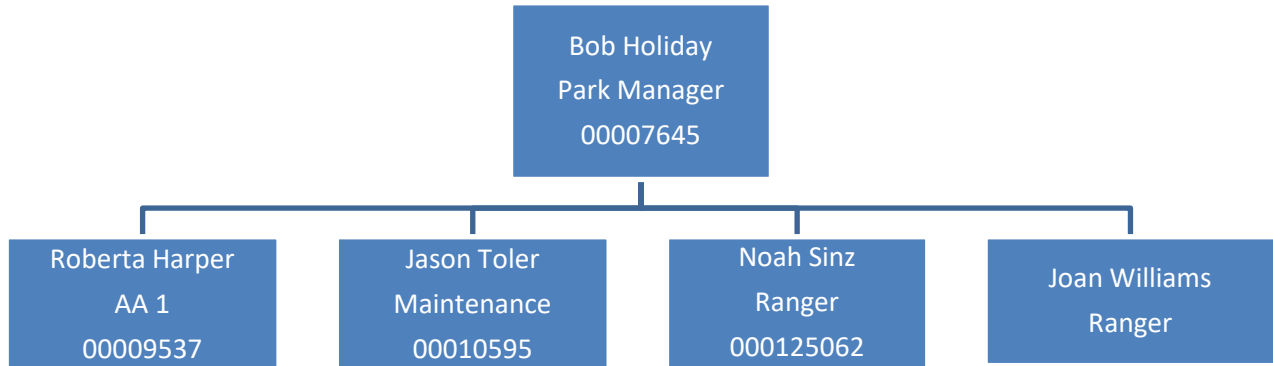 Bob Holiday
Park Manager
00007645
Roberta Harper
AA 1
00009537
Jason Toler
Maintenance
00010595
Noah Sinz
Ranger
000125062
Joan Williams
Ranger